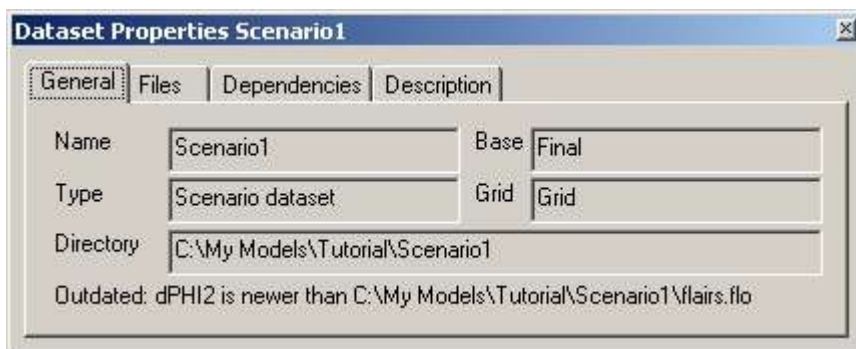 Dataset Properties Scenario1
General Files Dependencies Description
Name Scenario1 Base Final
Type Scenario dataset Grid Grid
Directory C:\My Models\Tutorial\Scenario1
Outdated: dPHI2 is newer than C:\My Models\Tutorial\Scenario1\flairs.flo